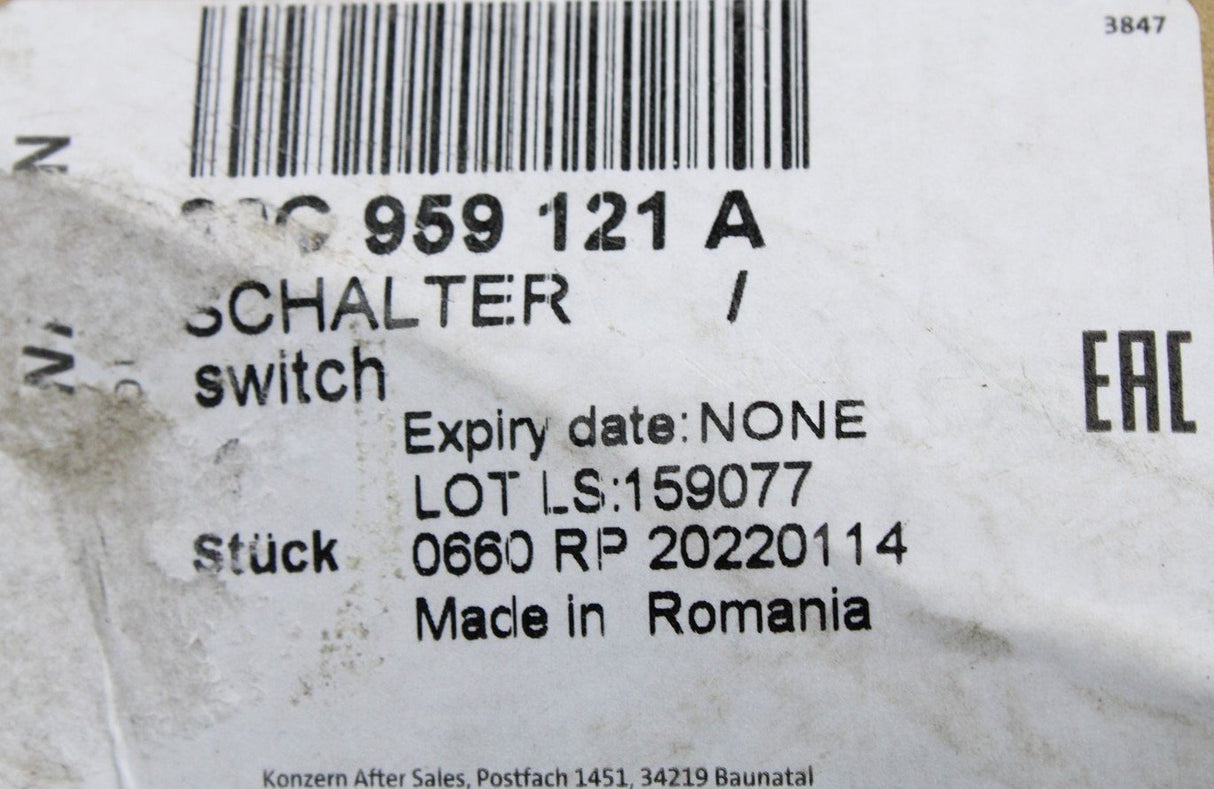 3847
959 121 A
SCHALTER /
switch
Expiry date: NONE
LOT LS:159077
Stück 0660 RP 20220114
Made in Romania
EAC
Konzern After Sales, Postfach 1451, 34219 Baunatal